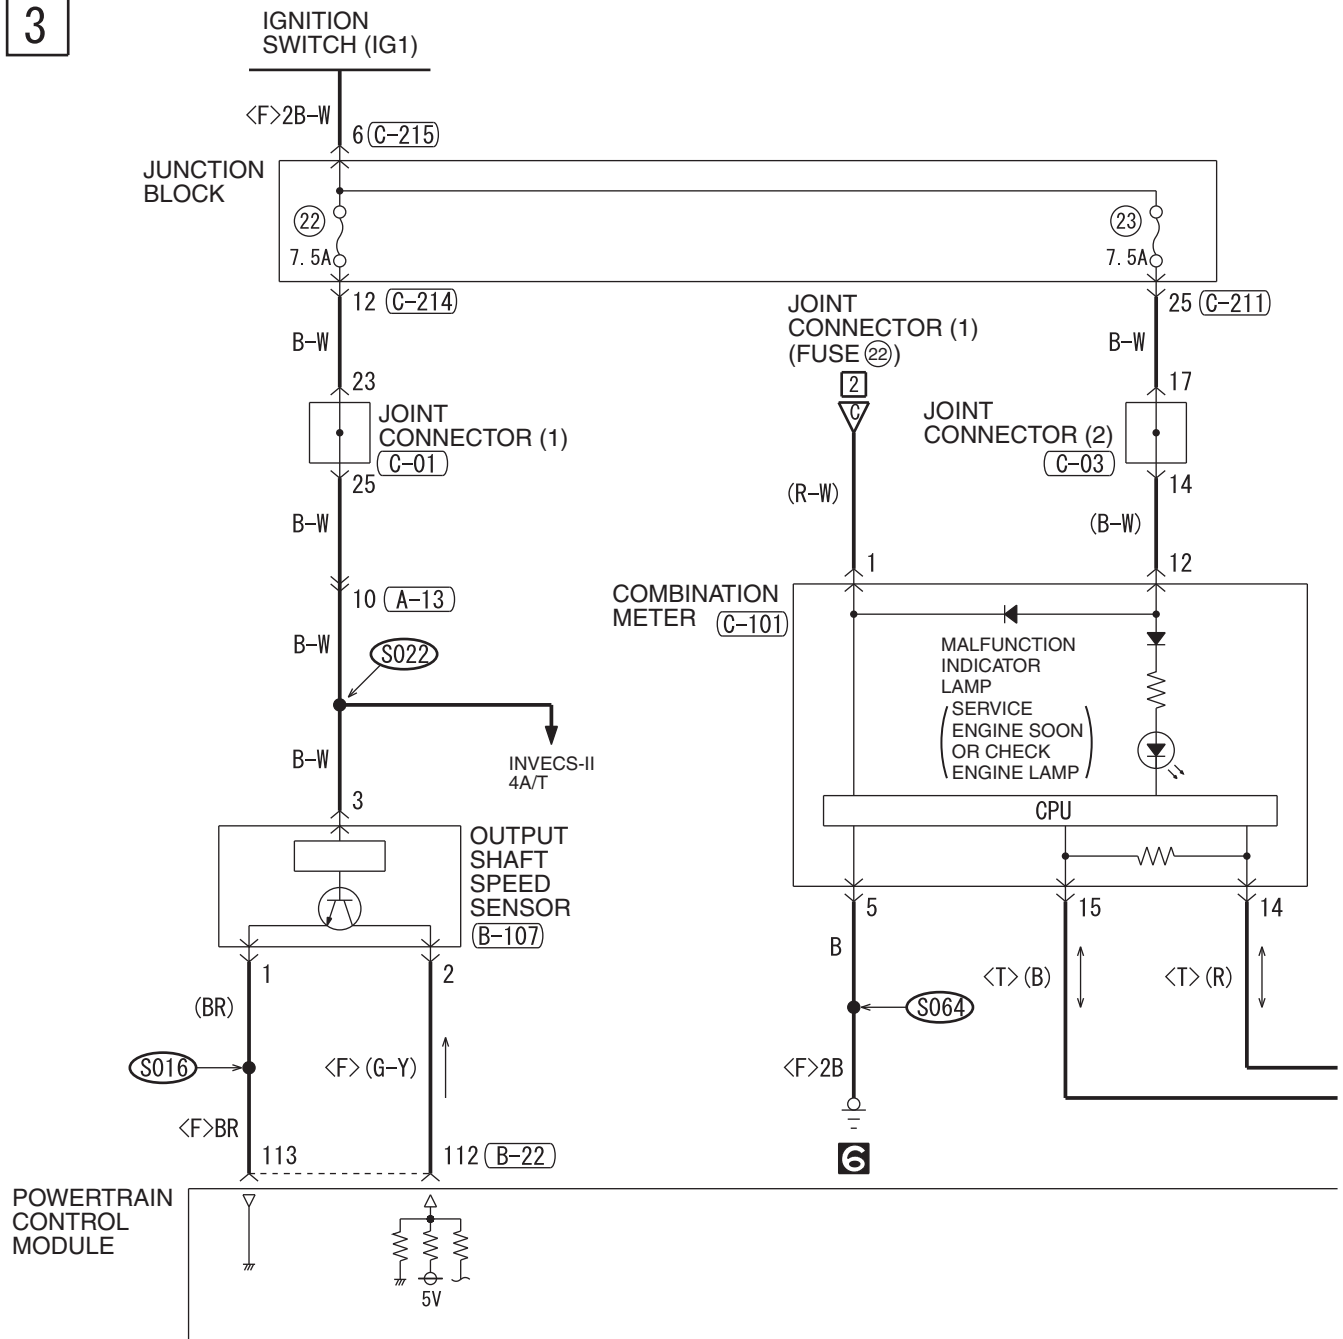 3
IGNITION
SWITCH (IG1)
<F>2B-W
6 C-215
JUNCTION
BLOCK
22
7.5A
23
7.5A
12 C-214
25 C-211
B-W
23
JOINT
CONNECTOR (1)
C-01
25
B-W
10 A-13
B-W
S022
INVECS-II
4A/T
B-W
3
OUTPUT
SHAFT
SPEED
SENSOR
B-107
1
2
(BR)
S016
<F>(G-Y)
<F>BR
113
112 B-22
POWERTRAIN
CONTROL
MODULE
5V
JOINT
CONNECTOR (1)
(FUSE 22)
2
C
(R-W)
1
B-W
17
JOINT
CONNECTOR (2)
C-03
14
(B-W)
12
COMBINATION
METER
C-101
MALFUNCTION
INDICATOR
LAMP
(SERVICE
ENGINE SOON
OR CHECK
ENGINE LAMP)
CPU
5
15
14
B
<T>(B)
<T>(R)
S064
<F>2B
6